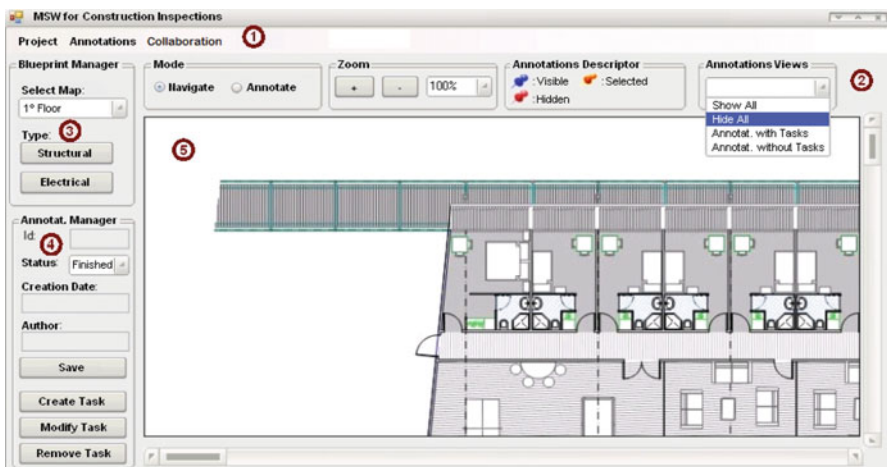 MSW for Construction Inspections
Project Annotations Collaboration 1
Blueprint Manager
Select Map:
1º Floor
Type: 3
Structural
Electrical
Mode
Navigate Annotate
Zoom
+ - 100%
Annotations Descriptor
:Visible :Selected
:Hidden
Annotations Views
2
Show All
Hide All
Annotat. with Tasks
Annotat. without Tasks
5
Annotat. Manager
Id: 4
Status: Finished
Creation Date:
Author:
Save
Create Task
Modify Task
Remove Task